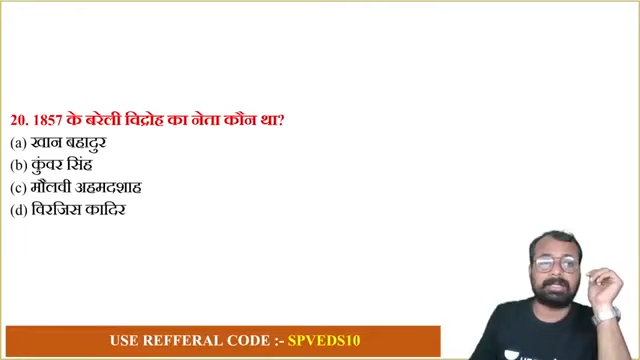 20. 1857 के बरेली विद्रोह का नेता कौन था?
(a) खान बहादुर
(b) कुंवर सिंह
(c) मौलवी अहमदशाह
(d) विरजिस कादिर
USE REFFERAL CODE :- SPVEDS10